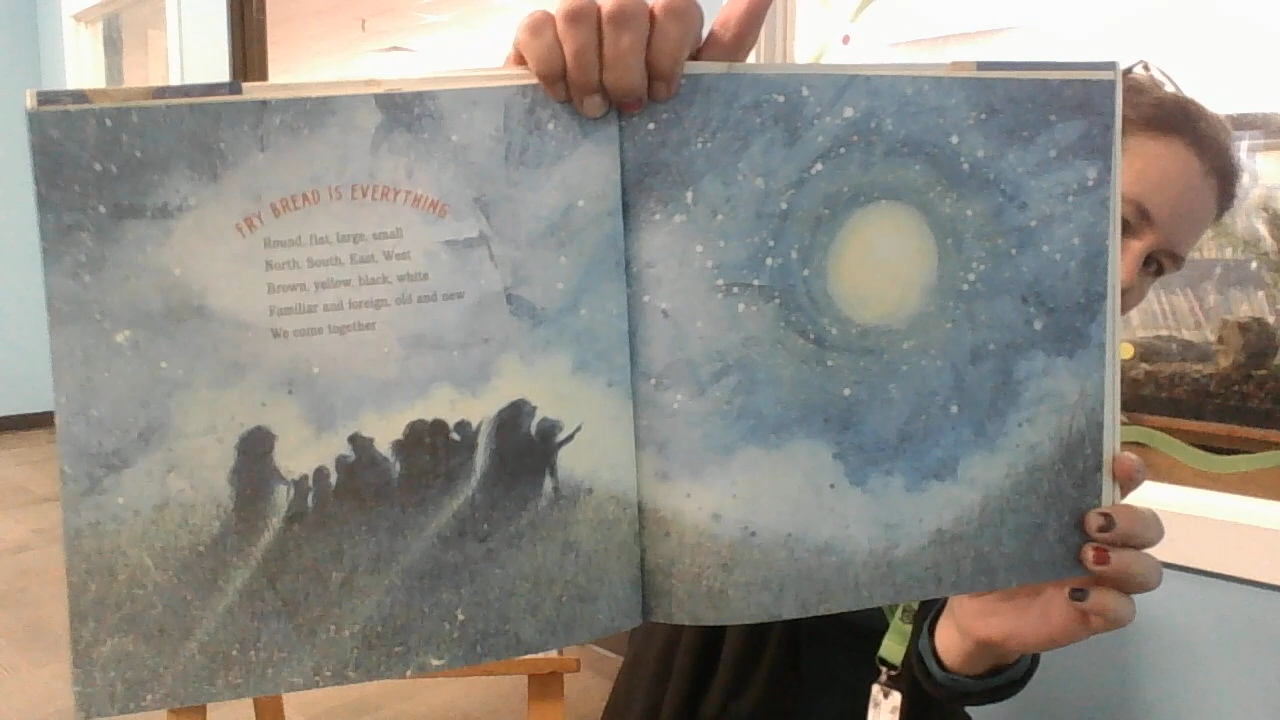 FRY BREAD IS EVERYTHING
Round, flat, large, small
North, South, East, West
Brown, yellow, black, white
Familiar and foreign, old and new
We come together